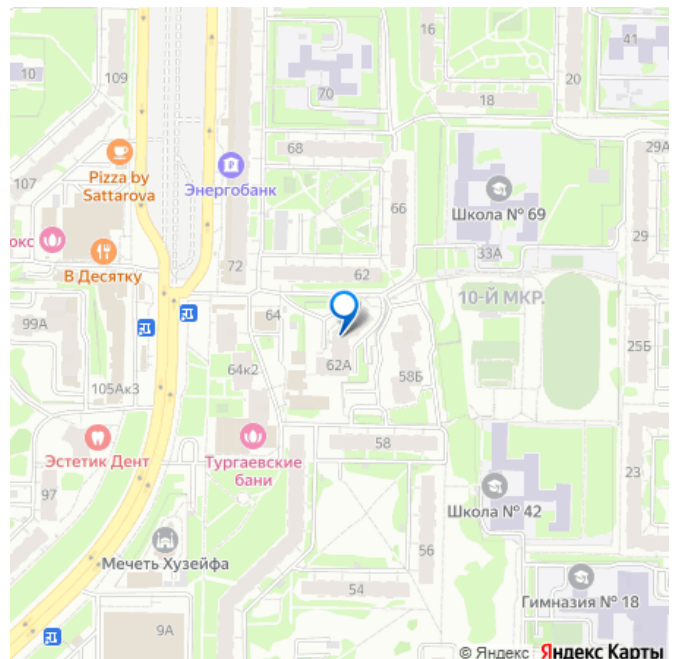 16
41
10
109
70
20
18
Pizza by
Sattarova
68
29А
Энергобанк
107
66
Школа № 69
окс
29
33А
В Десятку
72
62
10-Й МКР.
64
99А
25Б
62А
64к2
58Б
105Ак3
58
Эстетик Дент
Тургаевские
бани
23
97
Школа № 42
Мечеть Хузейфа
56
54
Гимназия № 18
9А
© Яндекс Яндекс Карты